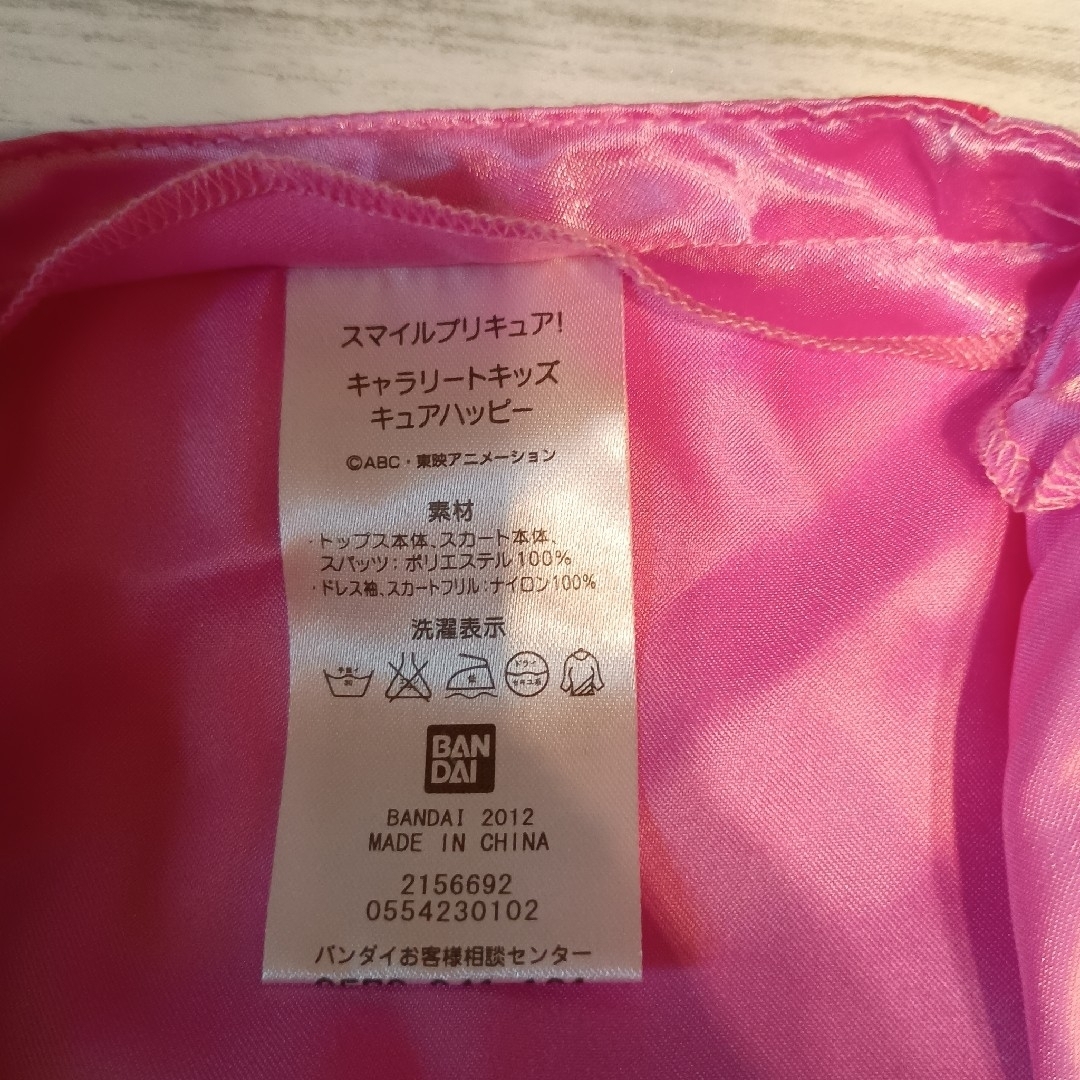 スマイルプリキュア!
キャラリートキッズ
キュアハッピー
©ABC・東映アニメーション
素材
・トップス本体、スカート本体、
スパッツ:ポリエステル100%
・ドレス袖、スカートフリル:ナイロン100%
洗濯表示
BAN
DAI
BANDAI 2012
MADE IN CHINA
2156692
0554230102
バンダイお客様相談センター